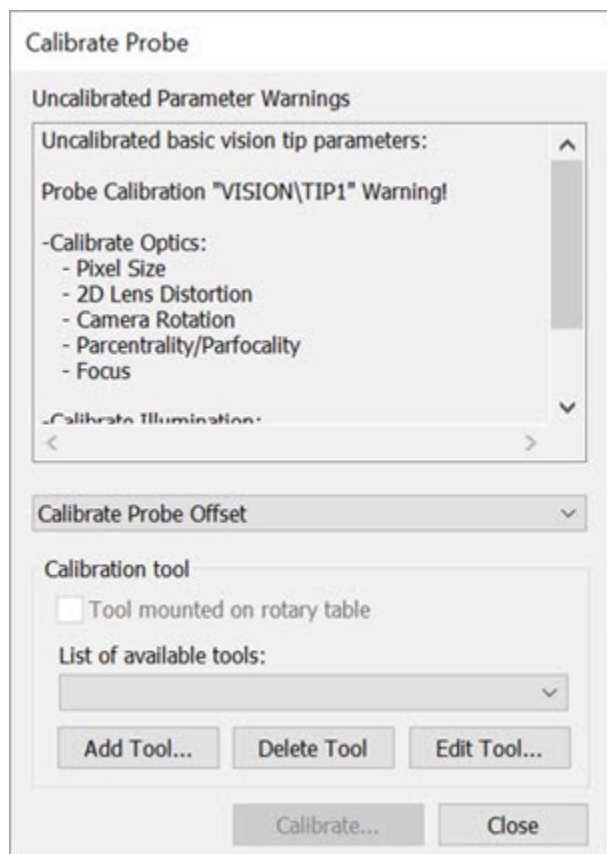 Calibrate Probe
Uncalibrated Parameter Warnings
Uncalibrated basic vision tip parameters:
Probe Calibration "VISION\TIP1" Warning!
-Calibrate Optics:
- Pixel Size
- 2D Lens Distortion
- Camera Rotation
- Parcentrality/Parfocality
- Focus
-Calibrate Illumination:
Calibrate Probe Offset
Calibration tool
Tool mounted on rotary table
List of available tools:
Add Tool... Delete Tool Edit Tool...
Calibrate... Close